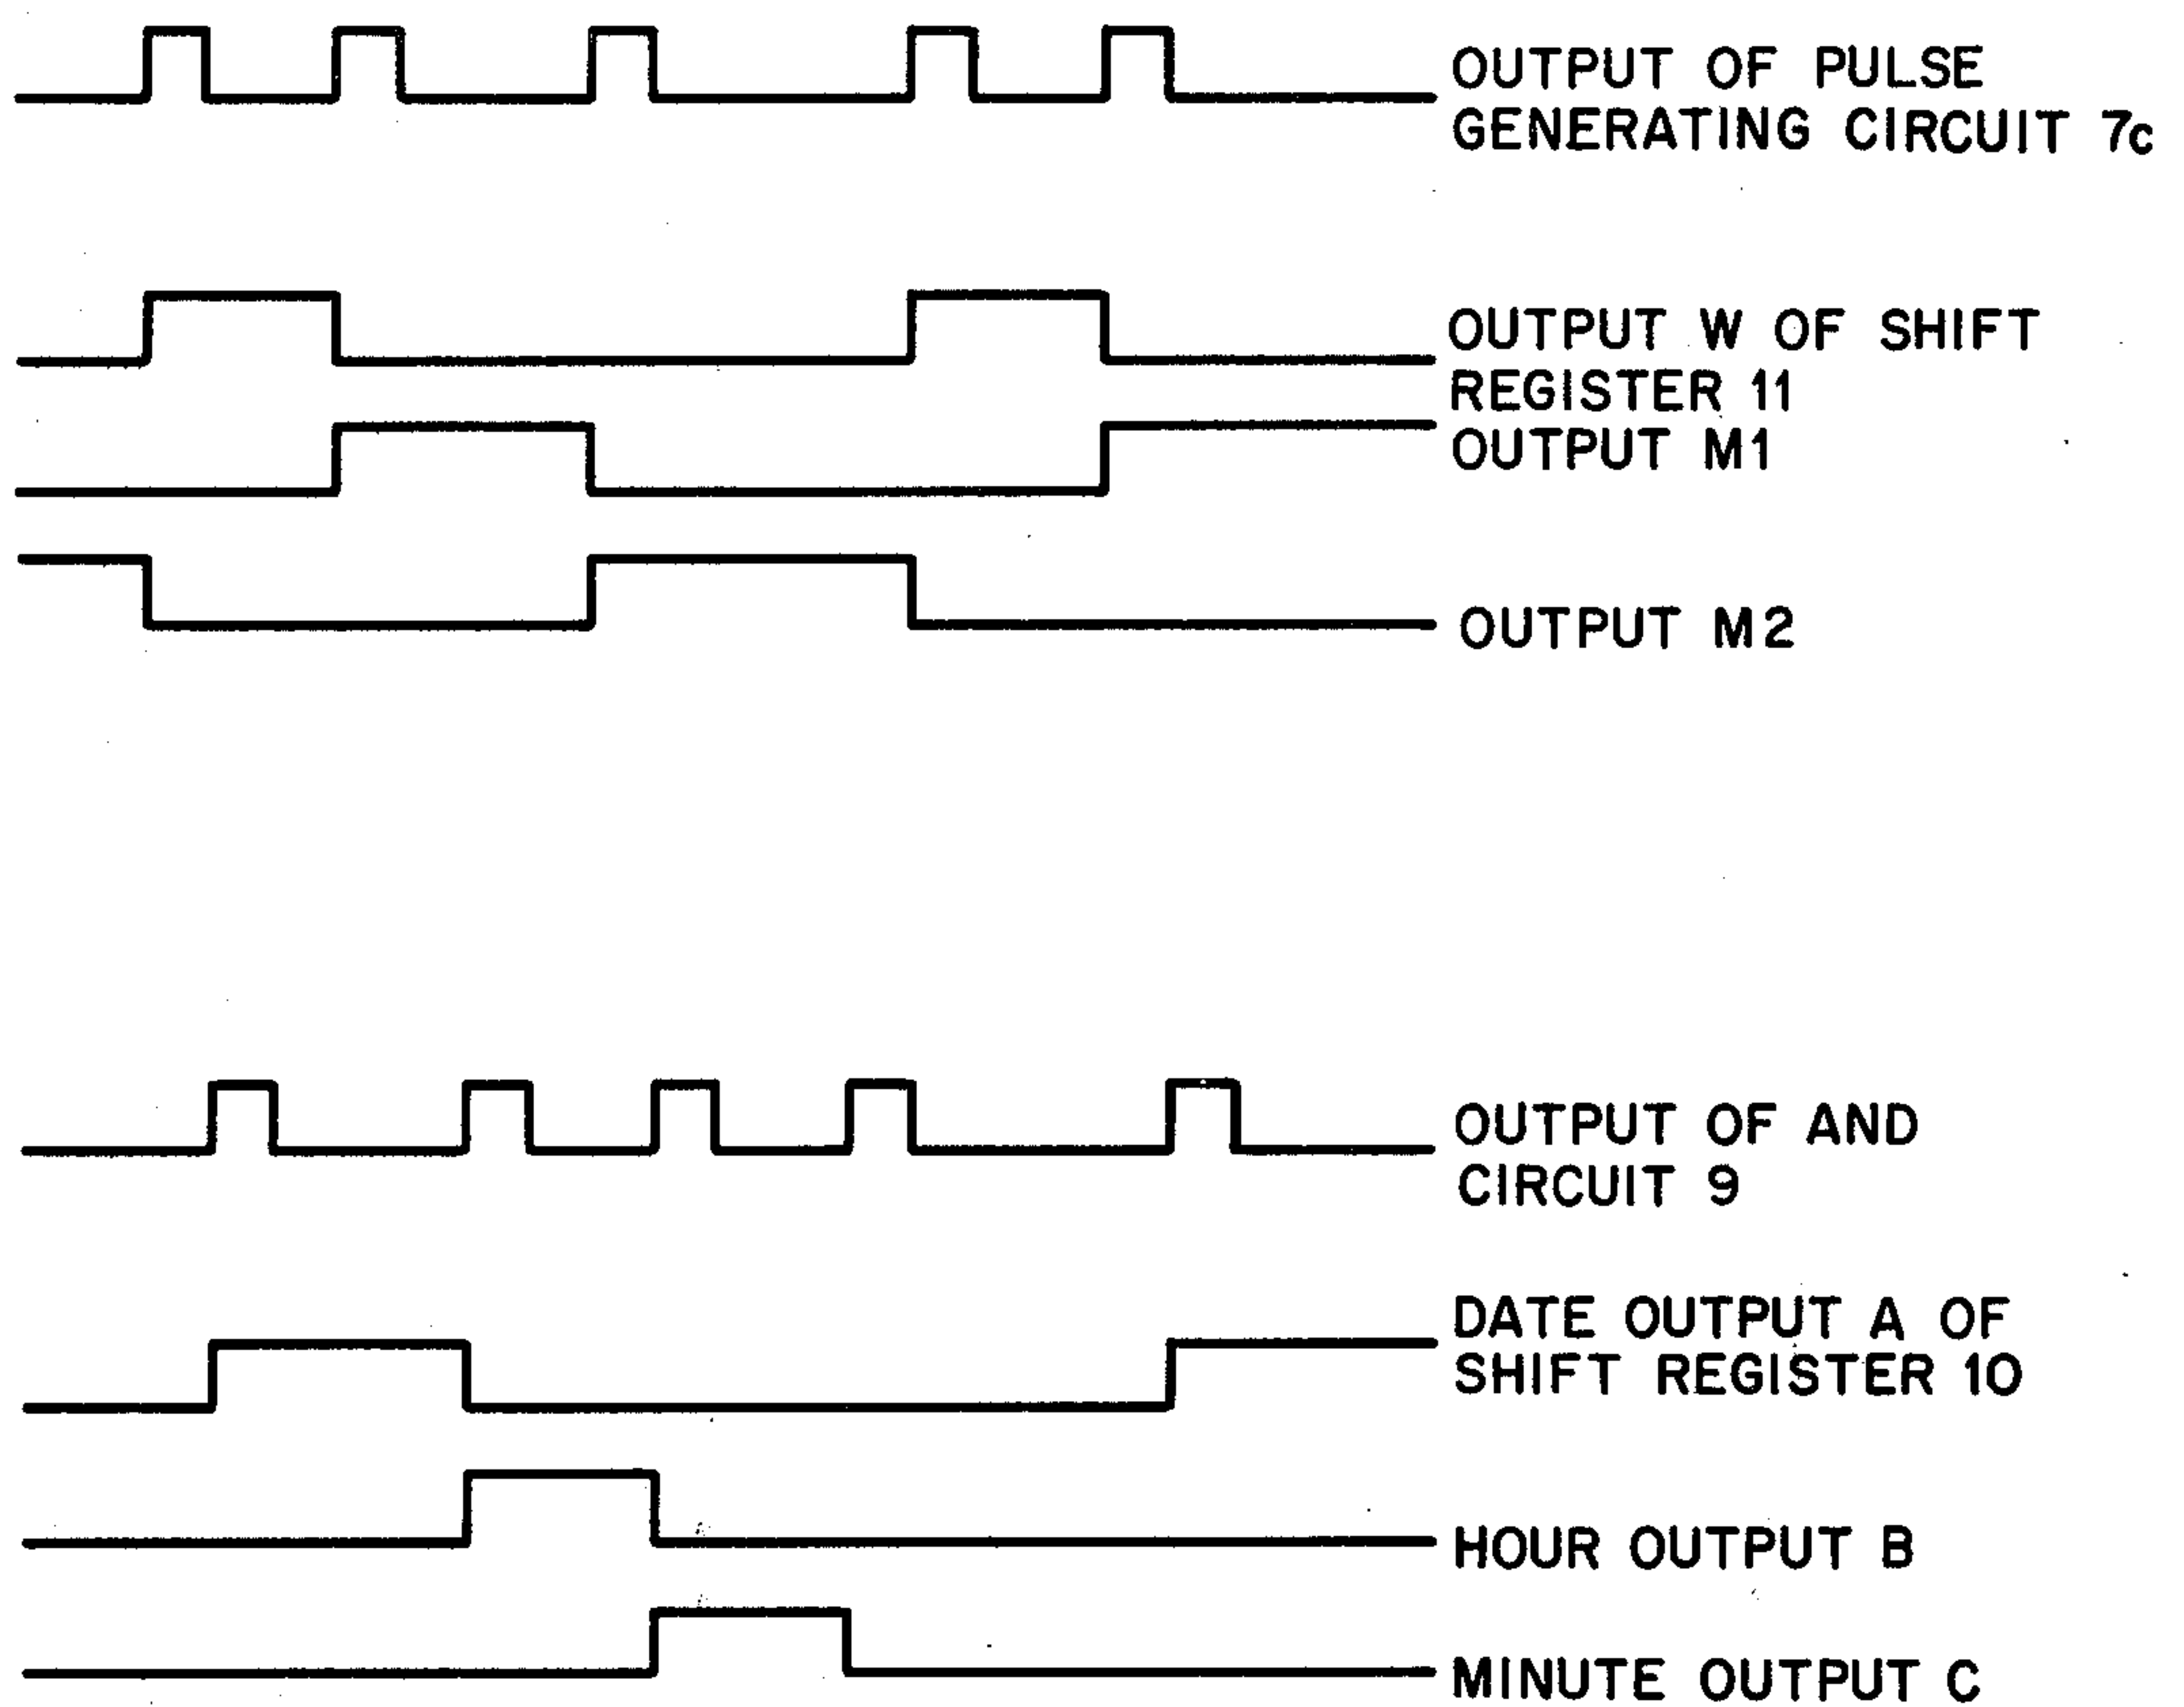 OUTPUT OF PULSE
GENERATING CIRCUIT 7c
OUTPUT W OF SHIFT
REGISTER 11
OUTPUT M1
OUTPUT M2
OUTPUT OF AND
CIRCUIT 9
DATE OUTPUT A OF
SHIFT REGISTER 10
HOUR OUTPUT B
MINUTE OUTPUT C